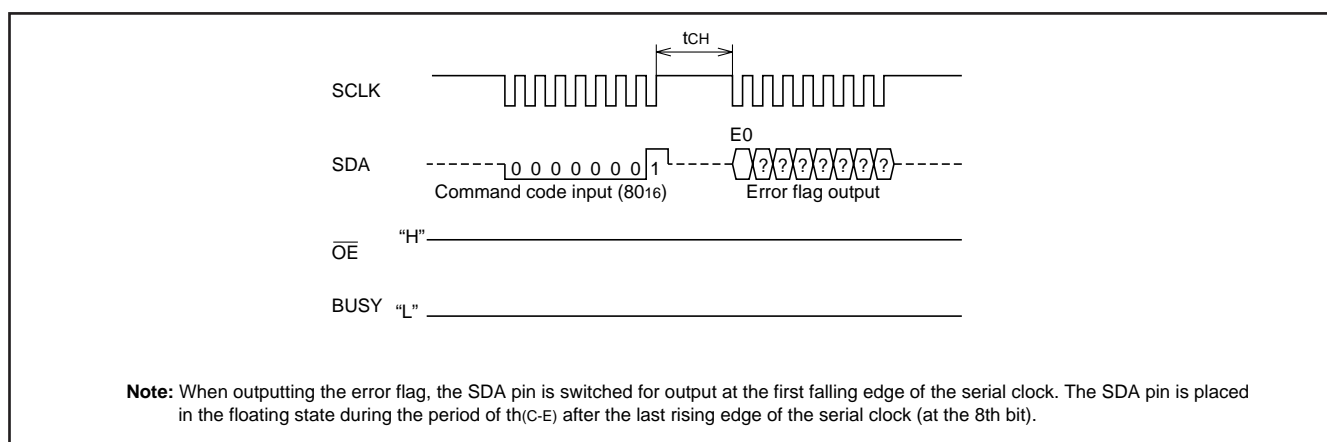 tCH
SCLK
E0
SDA
0 0 0 0 0 0 0 1
? ? ? ? ? ? ?
Command code input (8016)
Error flag output
OE
“H”
BUSY
“L”
Note: When outputting the error flag, the SDA pin is switched for output at the first falling edge of the serial clock. The SDA pin is placed
in the floating state during the period of th(C-E) after the last rising edge of the serial clock (at the 8th bit).